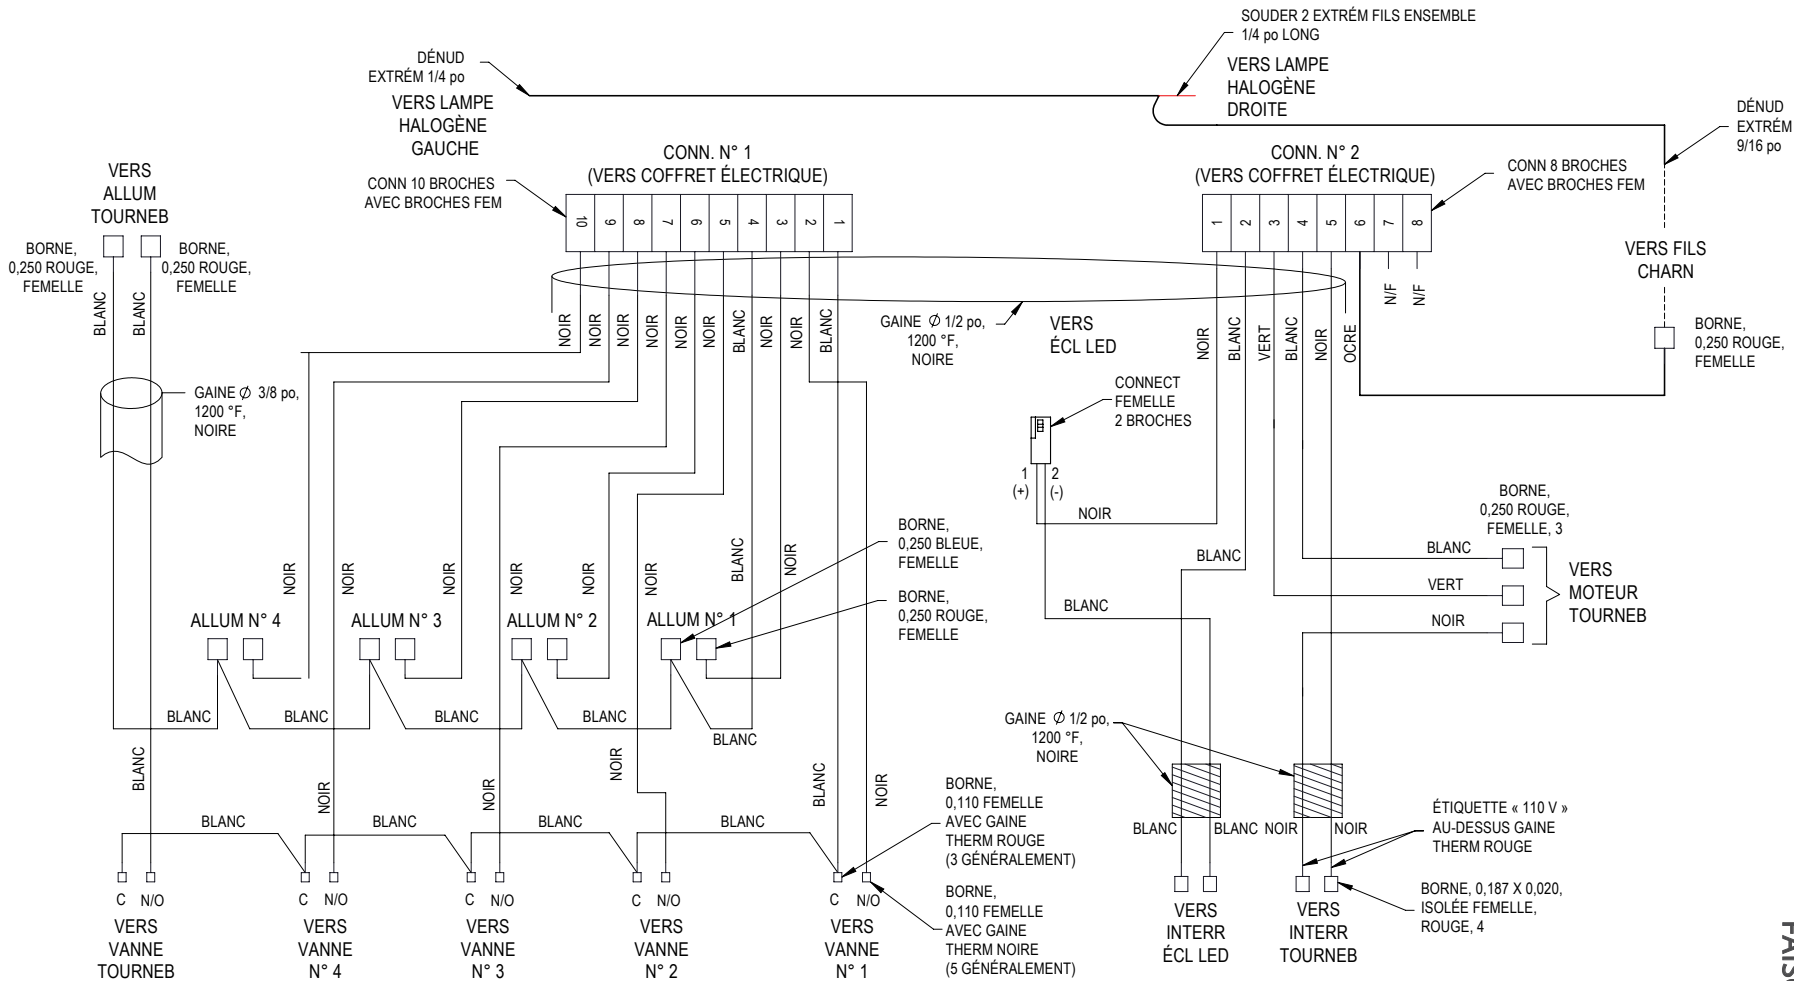 SOUDER 2 EXTRÉM FILS ENSEMBLE
1/4 po LONG
DÉNUD
EXTRÉM 1/4 po
VERS LAMPE
HALOGÈNE
GAUCHE
VERS LAMPE
HALOGÈNE
DROITE
DÉNUD
EXTRÉM
9/16 po
VERS
ALLUM
TOURNEB
CONN. N° 1
(VERS COFFRET ÉLECTRIQUE)
CONN 10 BROCHES
AVEC BROCHES FEM
CONN. N° 2
(VERS COFFRET ÉLECTRIQUE)
CONN 8 BROCHES
AVEC BROCHES FEM
10 9 8 7 6 5 4 3 2 1
1 2 3 4 5 6 7 8
BORNE,
0,250 ROUGE,
FEMELLE
BORNE,
0,250 ROUGE,
FEMELLE
VERS FILS
CHARN
N/F
N/F
BLANC
BLANC
NOIR
NOIR
NOIR
NOIR
NOIR
NOIR
BLANC
NOIR
NOIR
BLANC
GAINE Ø 1/2 po,
1200 °F,
NOIRE
VERS
ÉCL LED
NOIR
BLANC
VERT
BLANC
NOIR
OCRE
BORNE,
0,250 ROUGE,
FEMELLE
GAINE Ø 3/8 po,
1200 °F,
NOIRE
CONNECT
FEMELLE
2 BROCHES
1
(+)
2
(-)
NOIR
BORNE,
0,250 ROUGE,
FEMELLE, 3
BORNE,
0,250 BLEUE,
FEMELLE
BLANC
BLANC
NOIR
NOIR
NOIR
NOIR
NOIR
NOIR
BLANC
NOIR
VERS
MOTEUR
TOURNEB
VERT
BLANC
NOIR
BORNE,
0,250 ROUGE,
FEMELLE
ALLUM N° 4
ALLUM N° 3
ALLUM N° 2
ALLUM N° 1
BLANC
BLANC
BLANC
BLANC
BLANC
GAINE Ø 1/2 po,
1200 °F,
NOIRE
BLANC
NOIR
NOIR
NOIR
BLANC
NOIR
BORNE,
0,110 FEMELLE
AVEC GAINE
THERM ROUGE
(3 GÉNÉRALEMENT)
BLANC
BLANC
BLANC
BLANC
BLANC
BLANC
NOIR
NOIR
ÉTIQUETTE « 110 V »
AU-DESSUS GAINE
THERM ROUGE
C N/O
C N/O
C N/O
C N/O
C N/O
BORNE,
0,110 FEMELLE
AVEC GAINE
THERM NOIRE
(5 GÉNÉRALEMENT)
BORNE, 0,187 X 0,020,
ISOLÉE FEMELLE,
ROUGE, 4
VERS
VANNE
TOURNEB
VERS
VANNE
N° 4
VERS
VANNE
N° 3
VERS
VANNE
N° 2
VERS
VANNE
N° 1
VERS
INTERR
ÉCL LED
VERS
INTERR
TOURNEB